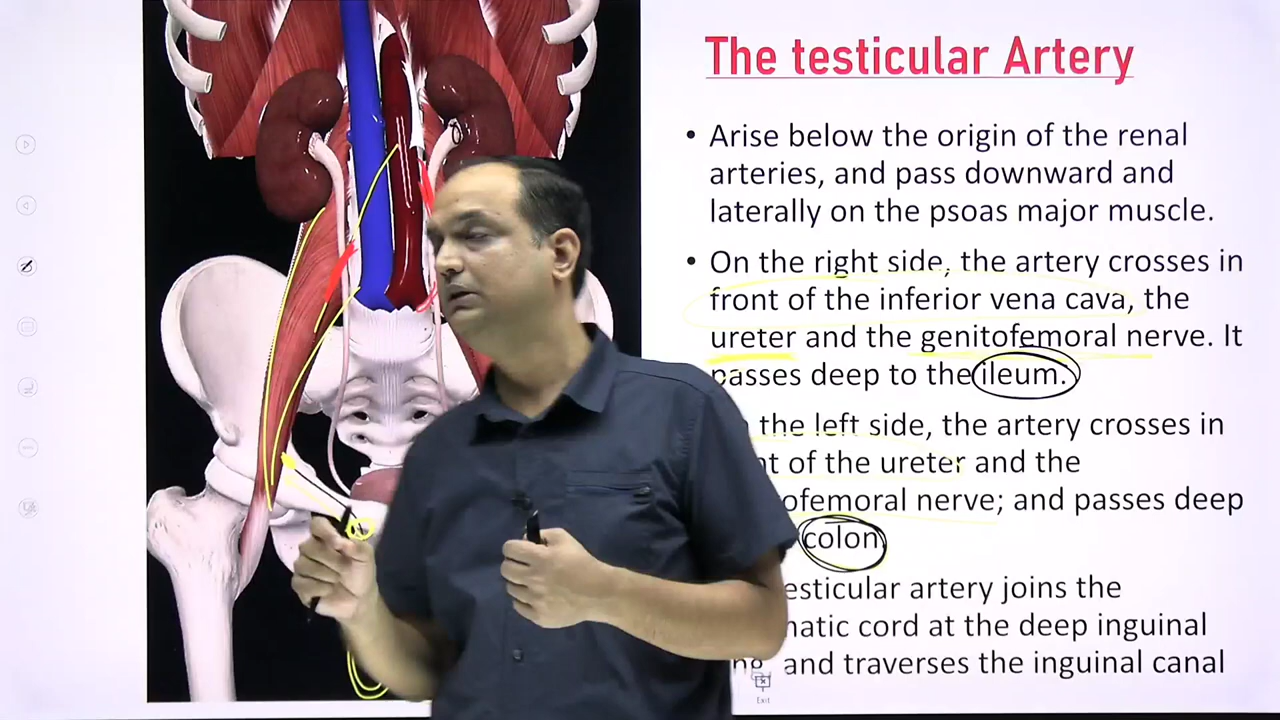 The testicular Artery
• Arise below the origin of the renal
arteries, and pass downward and
laterally on the psoas major muscle.
• On the right side, the artery crosses in
front of the inferior vena cava, the
ureter and the genitofemoral nerve. It
passes deep to the ileum.
the left side, the artery crosses in
of the ureter and the
nerve; and passes deep
colon
artery joins the
cord at the deep inguinal
and traverses the inguinal canal
Exit